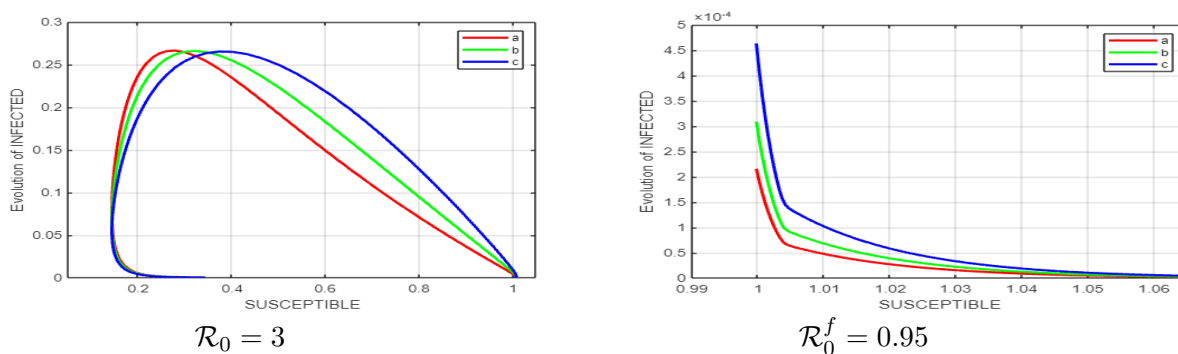 0.3
0.25
0.2
0.15
0.1
0.05
0
0.2
0.4
0.6
0.8
1
Evolution of INFECTED
SUSCEPTIBLE
a
b
c
R₀ = 3
×10⁻⁴
5
4.5
4
3.5
3
2.5
2
1.5
1
0.5
0
0.99
1
1.01
1.02
1.03
1.04
1.05
1.06
Evolution of INFECTED
SUSCEPTIBLE
a
b
c
R₀ᶠ = 0.95